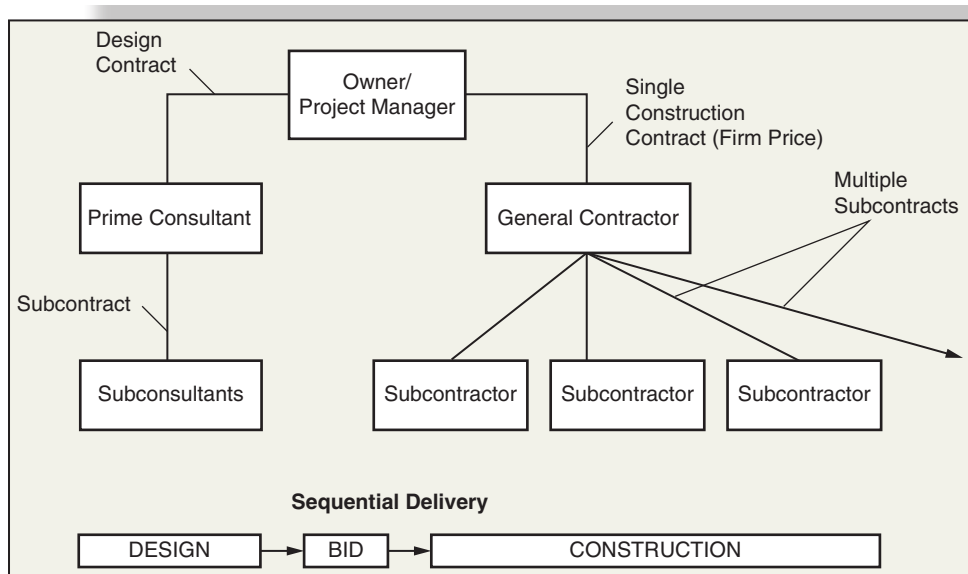 Design
Contract
Owner/
Project Manager
Single
Construction
Contract (Firm Price)
Multiple
Subcontracts
Prime Consultant
General Contractor
Subcontract
Subconsultants
Subcontractor
Subcontractor
Subcontractor
Sequential Delivery
DESIGN
BID
CONSTRUCTION